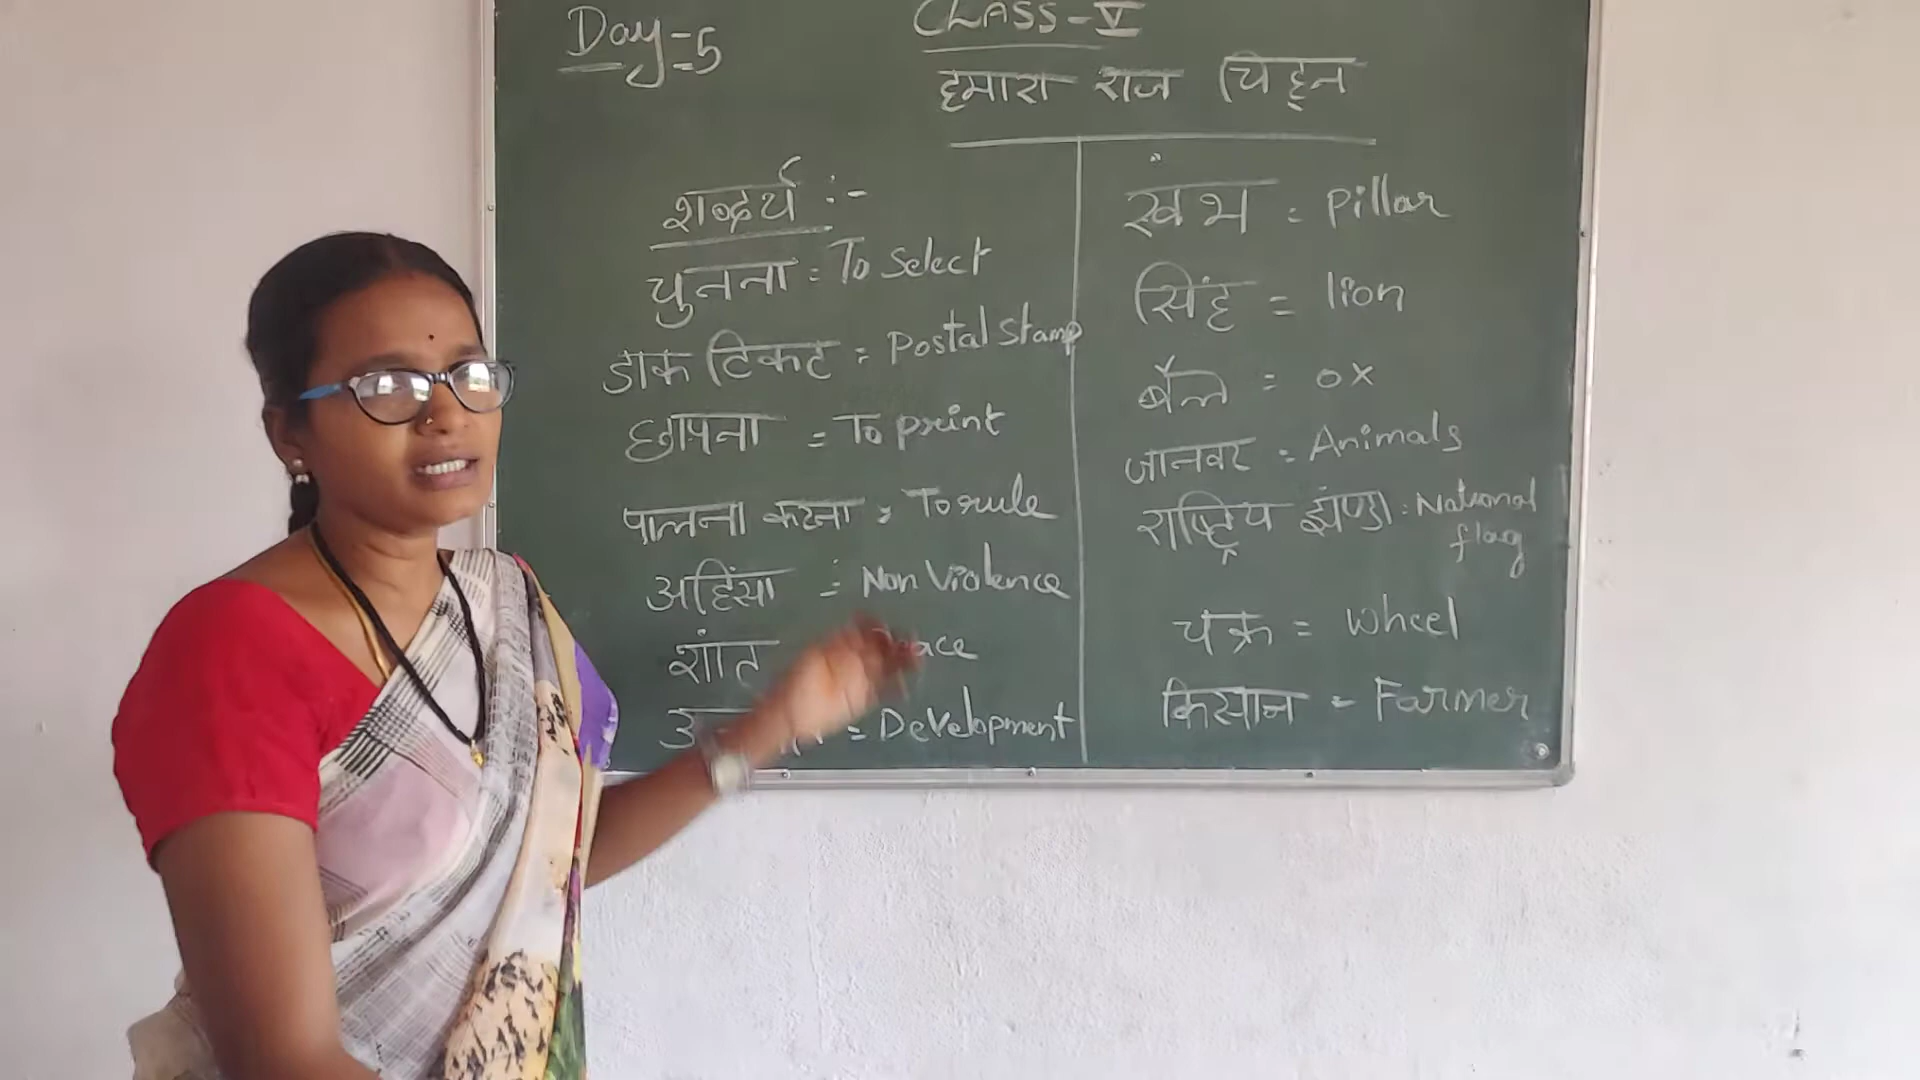 Day=5
CLASS-V
हमारा राज चिह्न
शब्दर्थ :-
चुनना = To Select
डाक टिकट = Postal Stamp
छापना = To print
पालना करना = To rule
अहिंसा = Non Violence
शांत
= Development
खंभ = Pillar
सिंह = lion
बैल = ox
जानवर = Animals
राष्ट्रिय झंण्डा = National
flag
चक्र = Wheel
किसान = Farmer